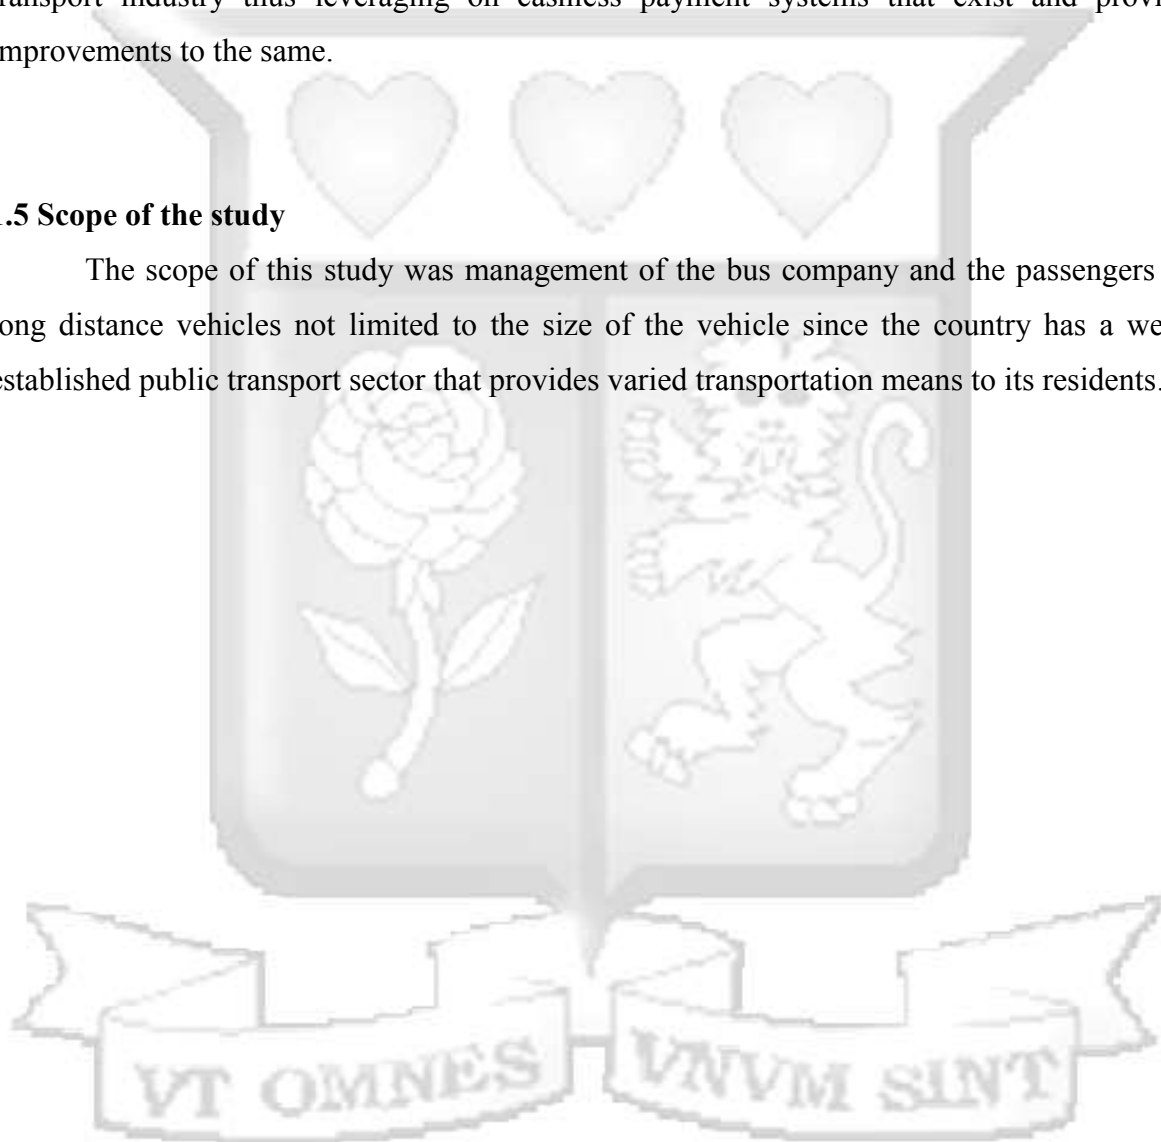 transport industry thus leveraging on cashless payment systems that exist and provi
mprovements to the same.
.5 Scope of the study
The scope of this study was management of the bus company and the passengers
ong distance vehicles not limited to the size of the vehicle since the country has a we
established public transport sector that provides varied transportation means to its residents.
VT OMNES VNVM SINT